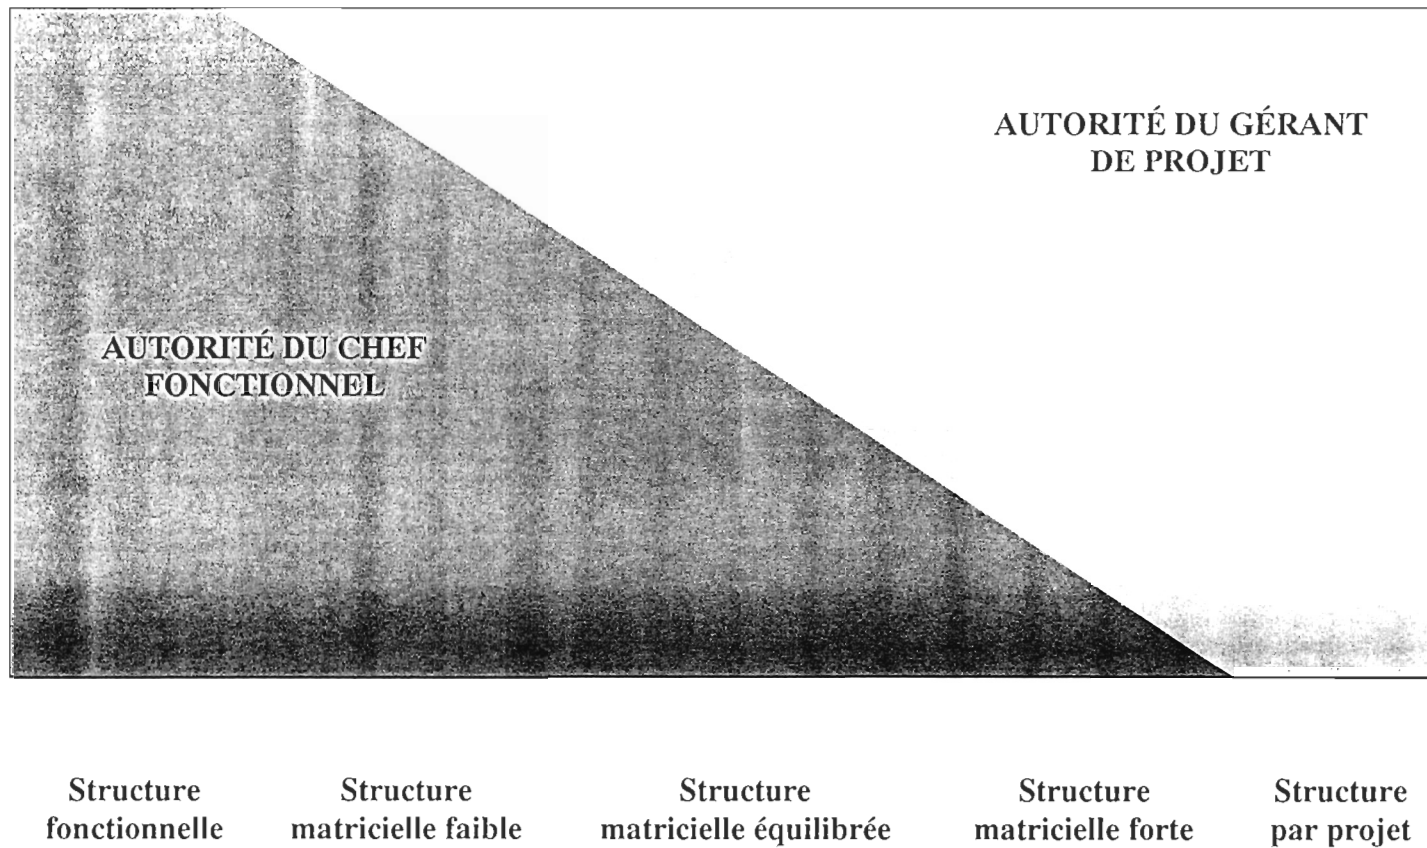 AUTORITÉ DU GÉRANT
DE PROJET
AUTORITÉ DU CHEF
FONCTIONNEL
Structure
fonctionnelle
Structure
matricielle faible
Structure
matricielle équilibrée
Structure
matricielle forte
Structure
par projet